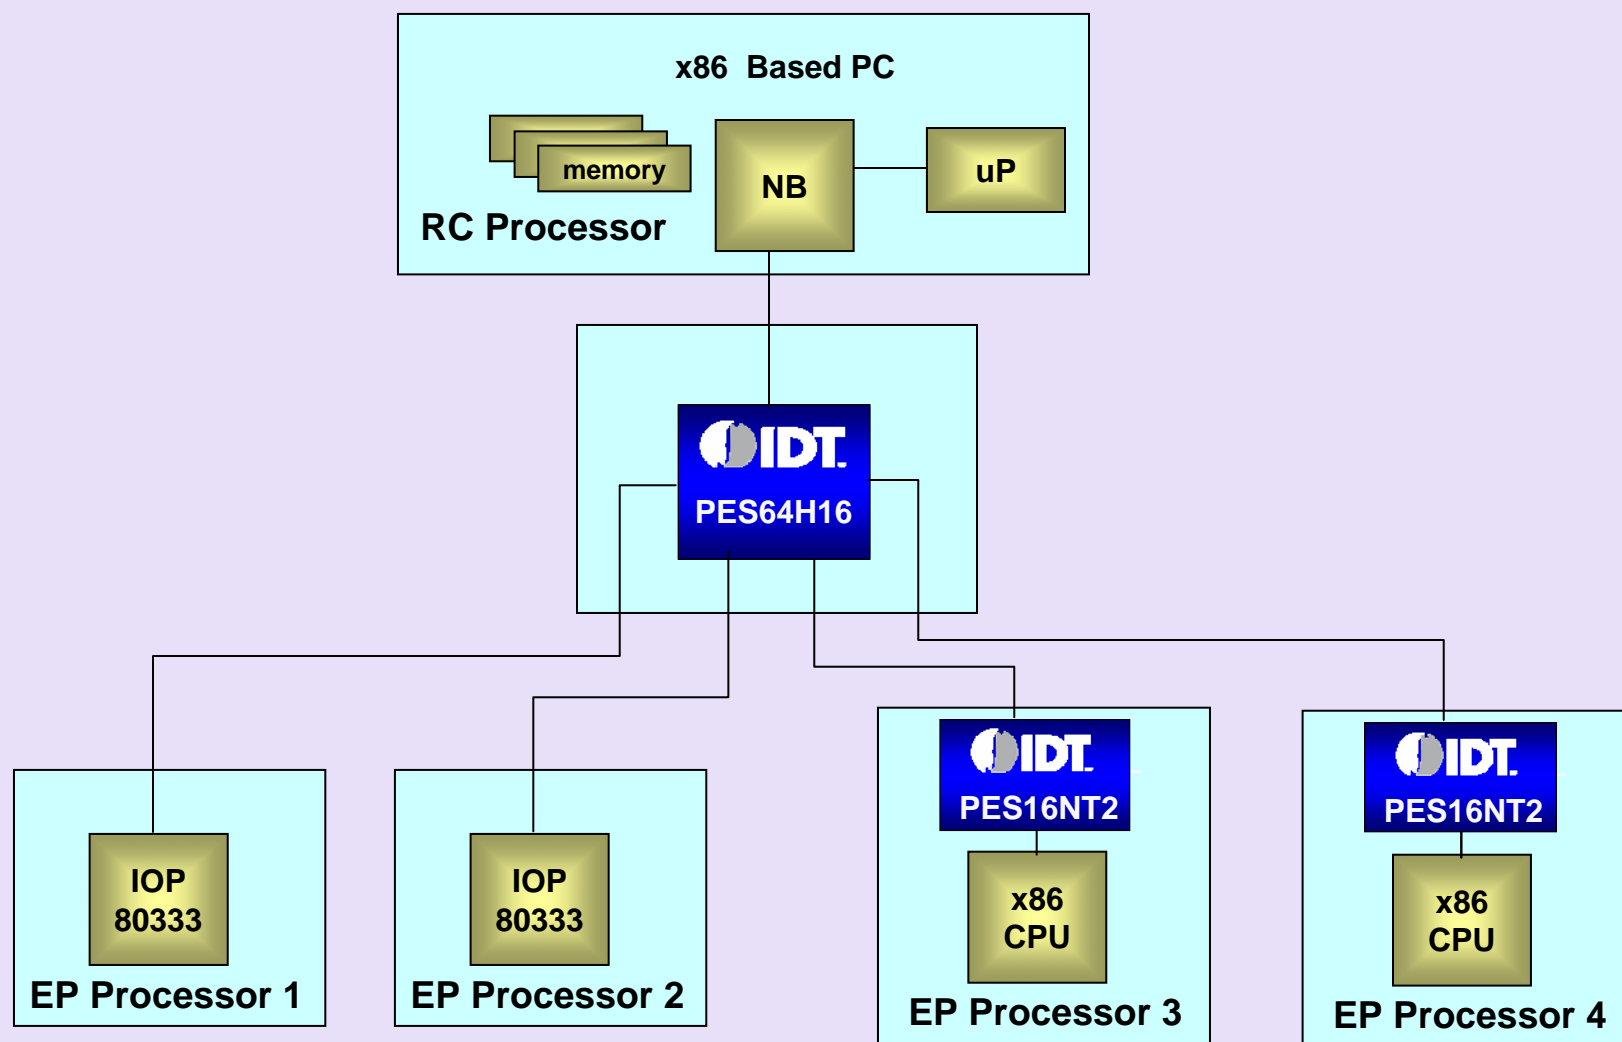 x86 Based PC
memory
NB
uP
RC Processor
IDT
PES64H16
IDT
PES16NT2
IDT
PES16NT2
IOP
80333
IOP
80333
x86
CPU
x86
CPU
EP Processor 1
EP Processor 2
EP Processor 3
EP Processor 4